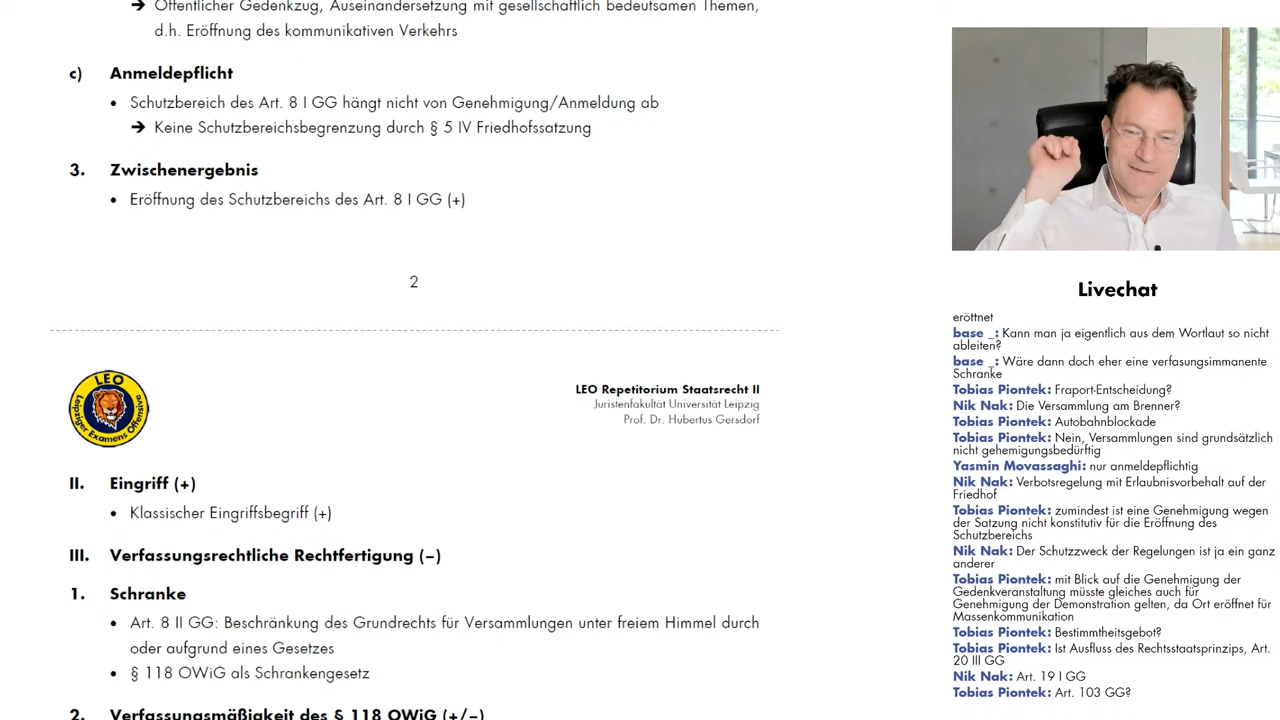 ➔ Öffentlicher Gedenkzug, Auseinandersetzung mit gesellschaftlich bedeutsamen Themen,
d.h. Eröffnung des kommunikativen Verkehrs
c) Anmeldepflicht
• Schutzbereich des Art. 8 I GG hängt nicht von Genehmigung/Anmeldung ab
➔ Keine Schutzbereichsbegrenzung durch § 5 IV Friedhofssatzung
3. Zwischenergebnis
• Eröffnung des Schutzbereichs des Art. 8 I GG (+)
2
LEO
Leipziger Examens Offensive
LEO Repetitorium Staatsrecht II
Juristenfakultät Universität Leipzig
Prof. Dr. Hubertus Gersdorf
II. Eingriff (+)
• Klassischer Eingriffsbegriff (+)
III. Verfassungsrechtliche Rechtfertigung (–)
1. Schranke
• Art. 8 II GG: Beschränkung des Grundrechts für Versammlungen unter freiem Himmel durch
oder aufgrund eines Gesetzes
• § 118 OWiG als Schrankengesetz
2. Verfassungsmäßigkeit des § 118 OWiG (+/–)
Livechat
eröffnet
base _: Kann man ja eigentlich aus dem Wortlaut so nicht
ableiten?
base _: Wäre dann doch eher eine verfasungsimmanente
Schranke
Tobias Piontek: Fraport-Entscheidung?
Nik Nak: Die Versammlung am Brenner?
Tobias Piontek: Autobahnblockade
Tobias Piontek: Nein, Versammlungen sind grundsätzlich
nicht gehemigungsbedürftig
Yasmin Movassaghi: nur anmeldepflichtig
Nik Nak: Verbotsregelung mit Erlaubnisvorbehalt auf der
Friedhof
Tobias Piontek: zumindest ist eine Genehmigung wegen
der Satzung nicht konstitutiv für die Eröffnung des
Schutzbereichs
Nik Nak: Der Schutzzweck der Regelungen ist ja ein ganz
anderer
Tobias Piontek: mit Blick auf die Genehmigung der
Gedenkveranstaltung müsste gleiches auch für
Genehmigung der Demonstration gelten, da Ort eröffnet für
Massenkommunikation
Tobias Piontek: Bestimmtheitsgebot?
Tobias Piontek: Ist Ausfluss des Rechtsstaatsprinzips, Art.
20 III GG
Nik Nak: Art. 19 I GG
Tobias Piontek: Art. 103 GG?